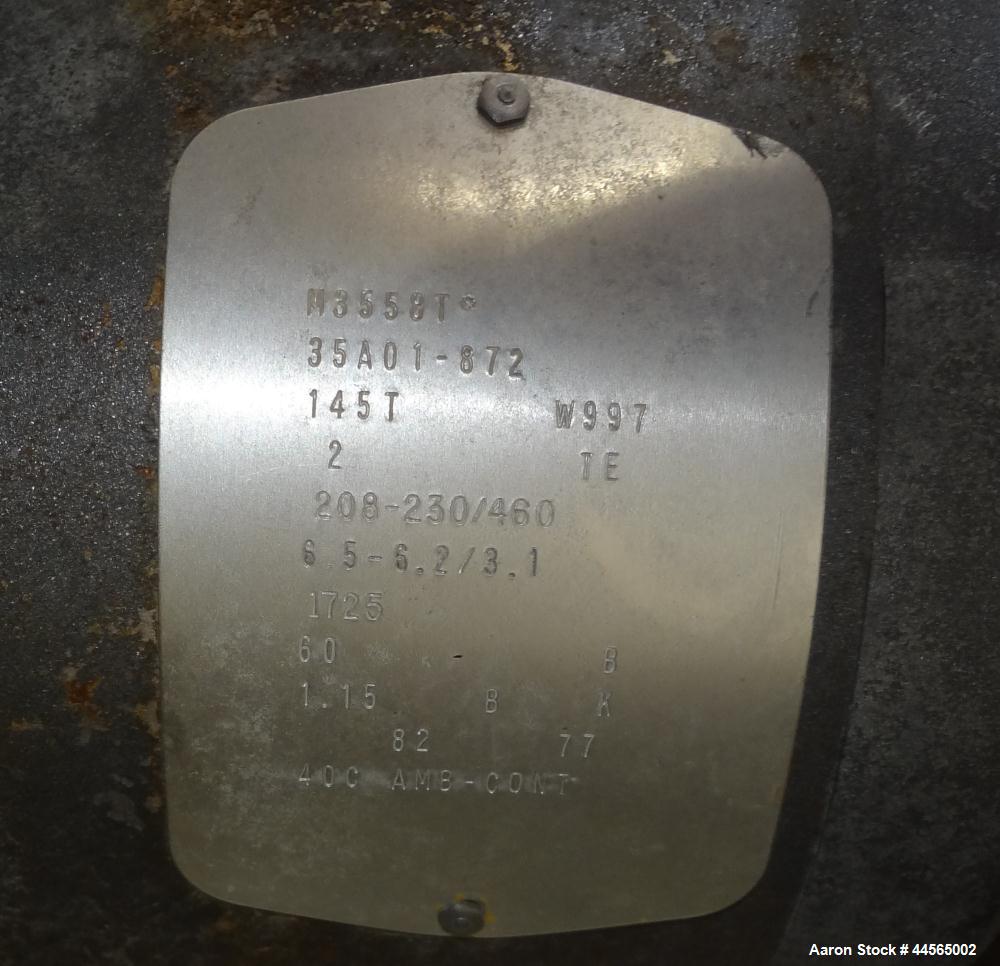 M3558T*
35A01-872
145T W997
2 TE
208-230/460
6.5-6.2/3.1
1725
60 B
1.15 B K
82 77
40C AMB-CONT
Aaron Stock # 44565002